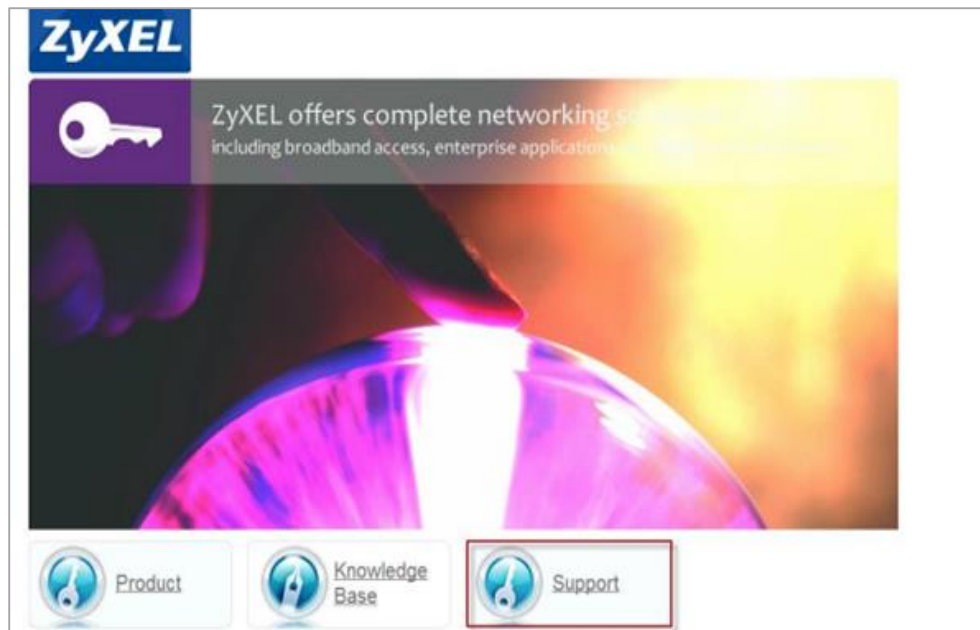 ZyXEL
ZyXEL offers complete networking
including broadband access, enterprise applications
Product
Knowledge
Base
Support